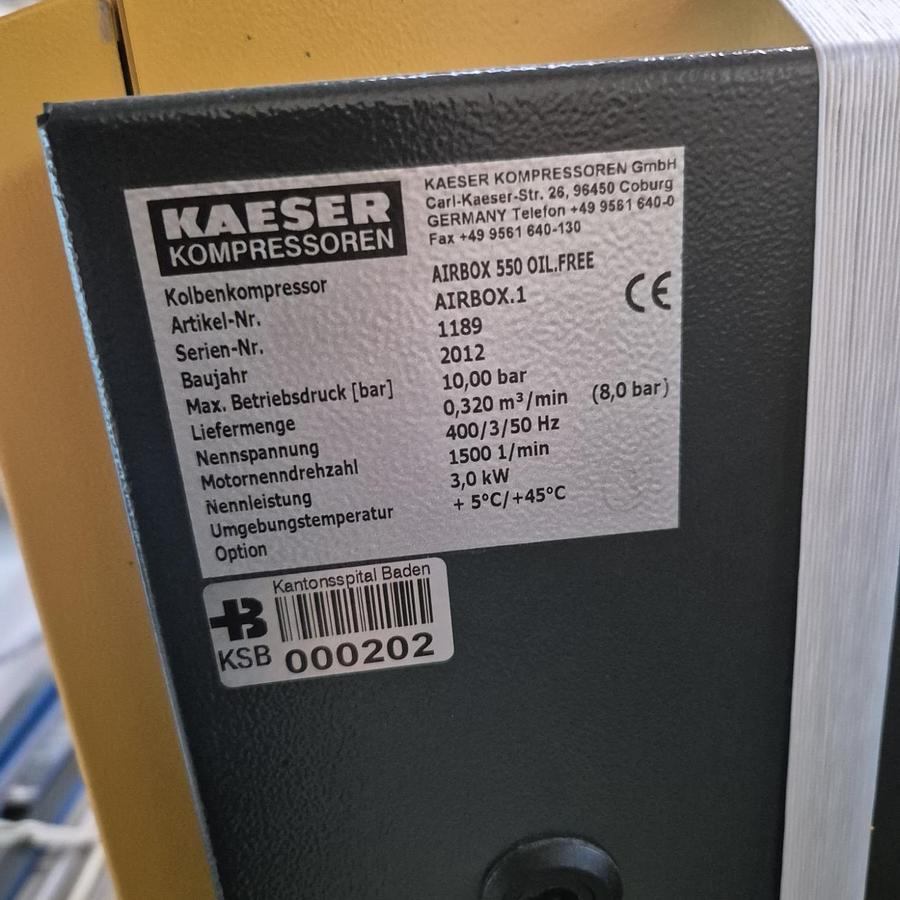 KAESER
KOMPRESSOREN
KAESER KOMPRESSOREN GmbH
Carl-Kaeser-Str. 26, 96450 Coburg
GERMANY Telefon +49 9561 640-0
Fax +49 9561 640-130
Kolbenkompressor AIRBOX 550 OIL.FREE
Artikel-Nr. AIRBOX.1
Serien-Nr. 1189
Baujahr 2012
Max. Betriebsdruck [bar] 10,00 bar
Liefermenge 0,320 m³/min (8,0 bar)
Nennspannung 400/3/50 Hz
Motornenndrehzahl 1500 1/min
Nennleistung 3,0 kW
Umgebungstemperatur + 5°C/+45°C
Option
CE
Kantonsspital Baden
KSB 000202